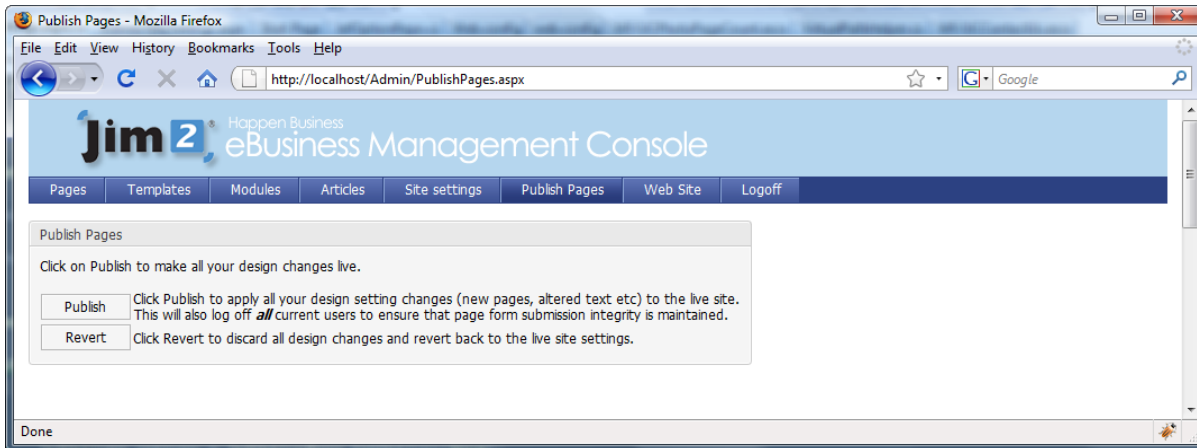 Publish Pages - Mozilla Firefox
File Edit View History Bookmarks Tools Help
http://localhost/Admin/PublishPages.aspx
G Google
Jim 2 ® Happen Business
eBusiness Management Console
Pages Templates Modules Articles Site settings Publish Pages Web Site Logoff
Publish Pages
Click on Publish to make all your design changes live.
Publish
Click Publish to apply all your design setting changes (new pages, altered text etc) to the live site.
This will also log off all current users to ensure that page form submission integrity is maintained.
Revert
Click Revert to discard all design changes and revert back to the live site settings.
Done